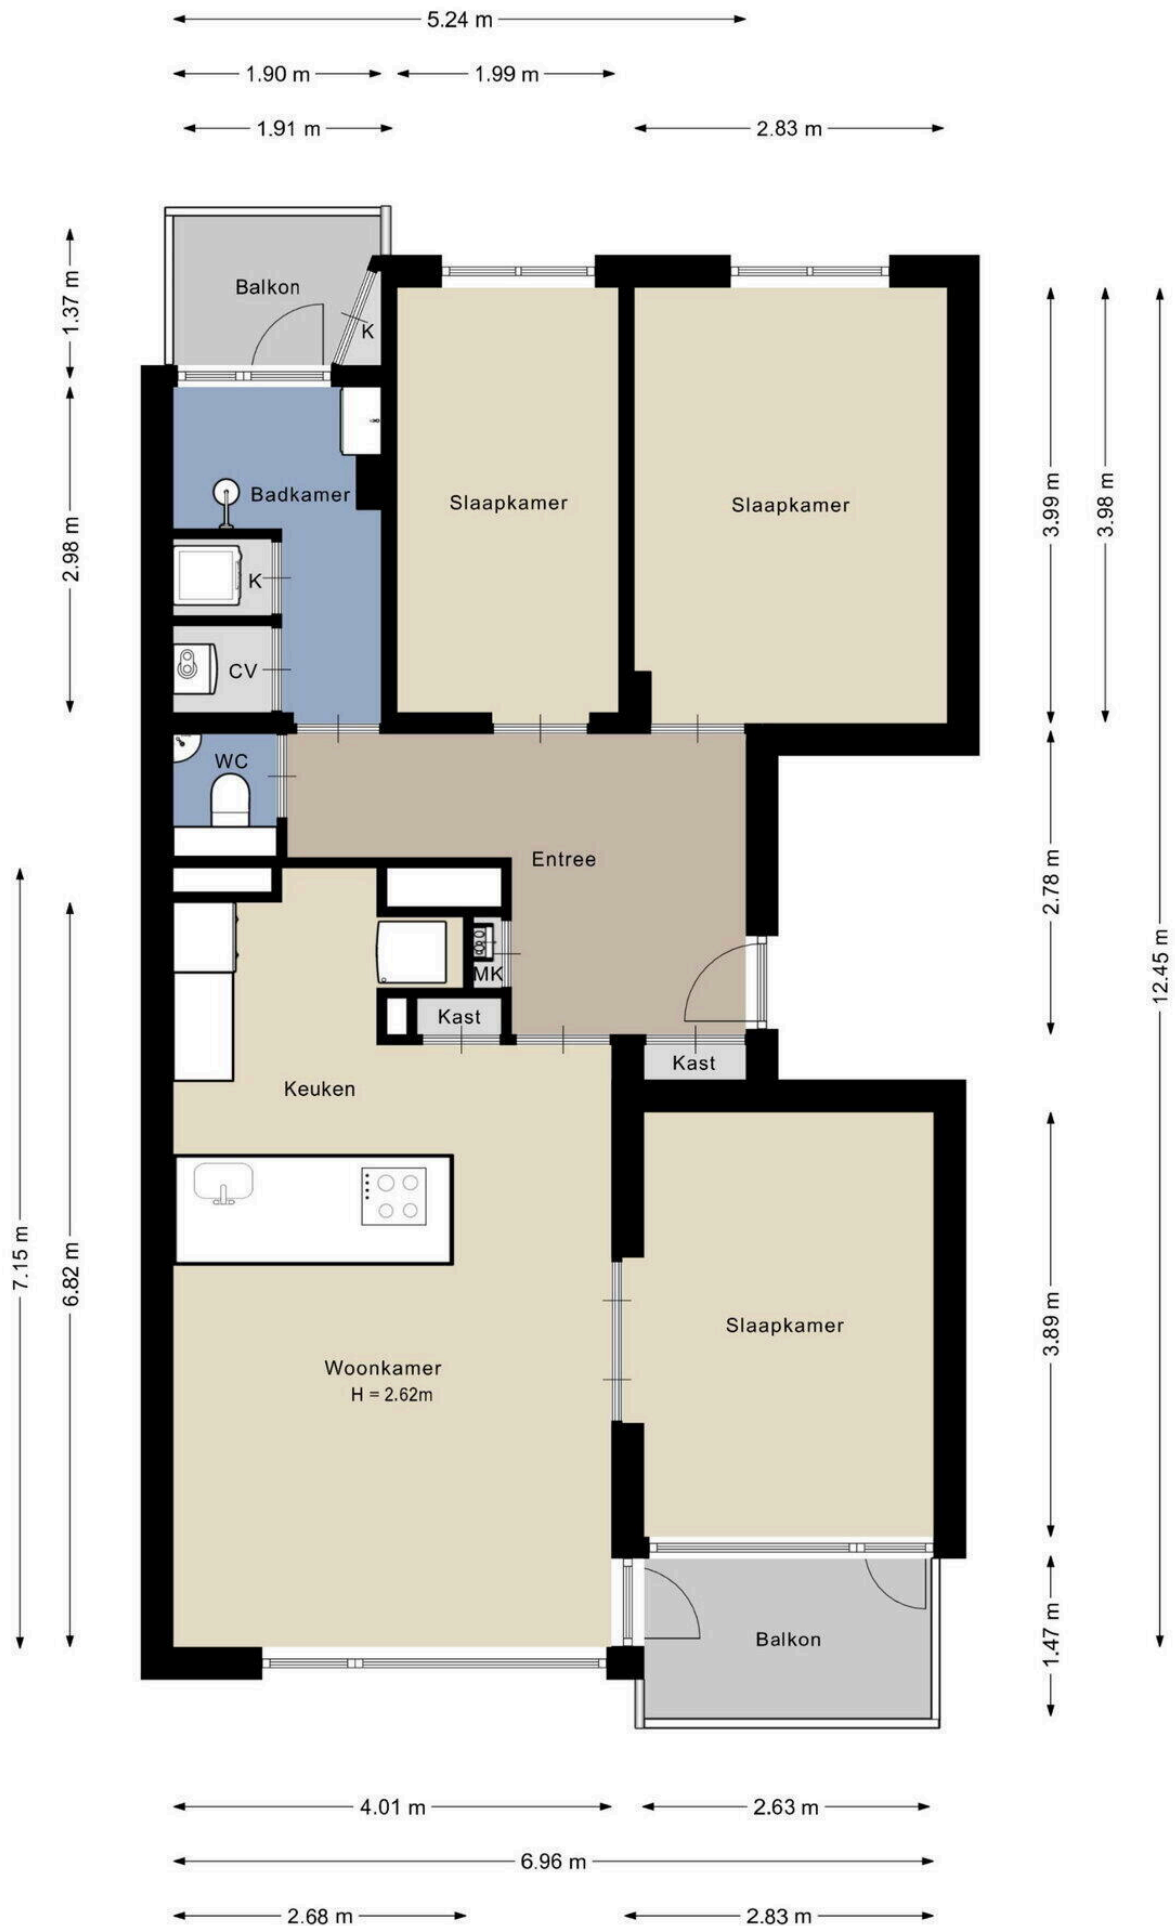 5.24 m
1.90 m
1.99 m
1.91 m
2.83 m
1.37 m
Balkon
K
2.98 m
Badkamer
Slaapkamer
Slaapkamer
3.99 m
3.98 m
K
CV
WC
Entree
2.78 m
12.45 m
MK
Kast
Kast
Keuken
7.15 m
6.82 m
Slaapkamer
3.89 m
Woonkamer
H = 2.62m
Balkon
1.47 m
4.01 m
2.63 m
6.96 m
2.68 m
2.83 m